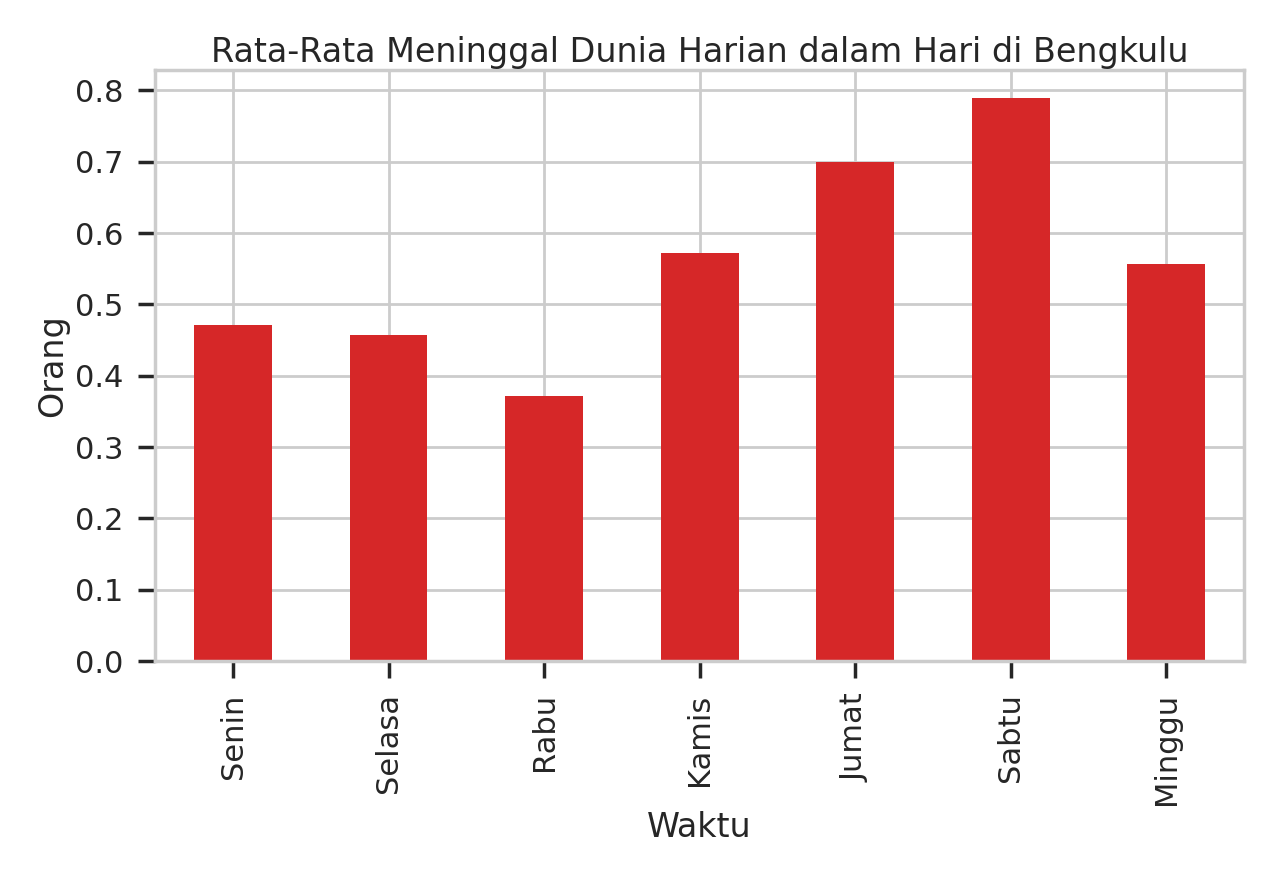 Rata-Rata Meninggal Dunia Harian dalam Hari di Bengkulu
0.8
0.7
0.6
0.5
0.4
0.3
0.2
0.1
0.0
Orang
Senin
Selasa
Rabu
Kamis
Jumat
Sabtu
Minggu
Waktu